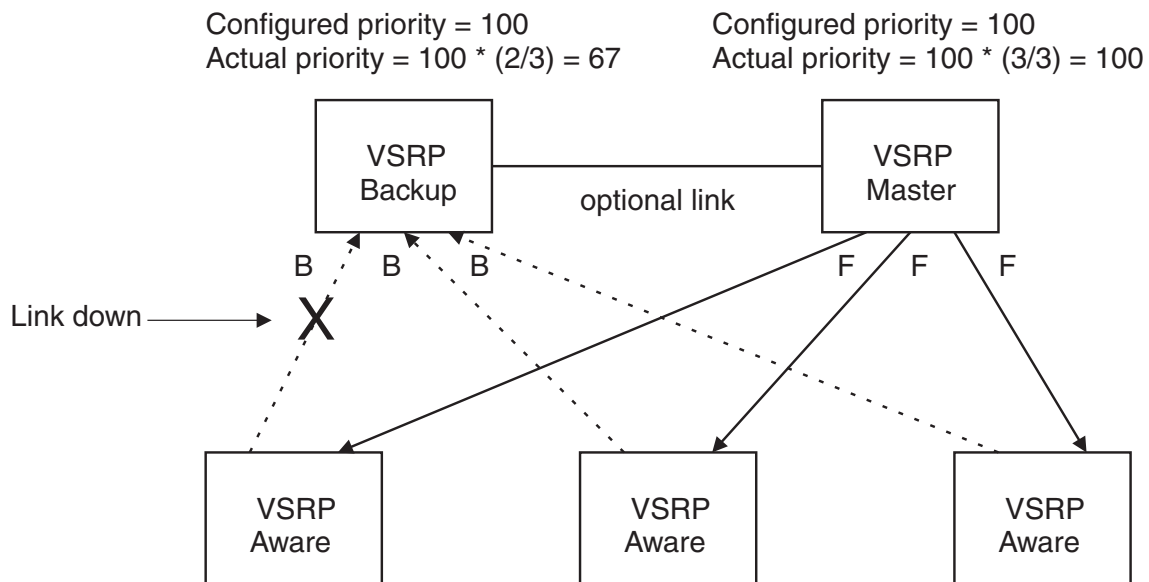 Configured priority = 100
Actual priority = 100 * (2/3) = 67
Configured priority = 100
Actual priority = 100 * (3/3) = 100
VSRP
Backup
optional link
VSRP
Master
B
B
B
F
F
F
Link down
X
VSRP
Aware
VSRP
Aware
VSRP
Aware